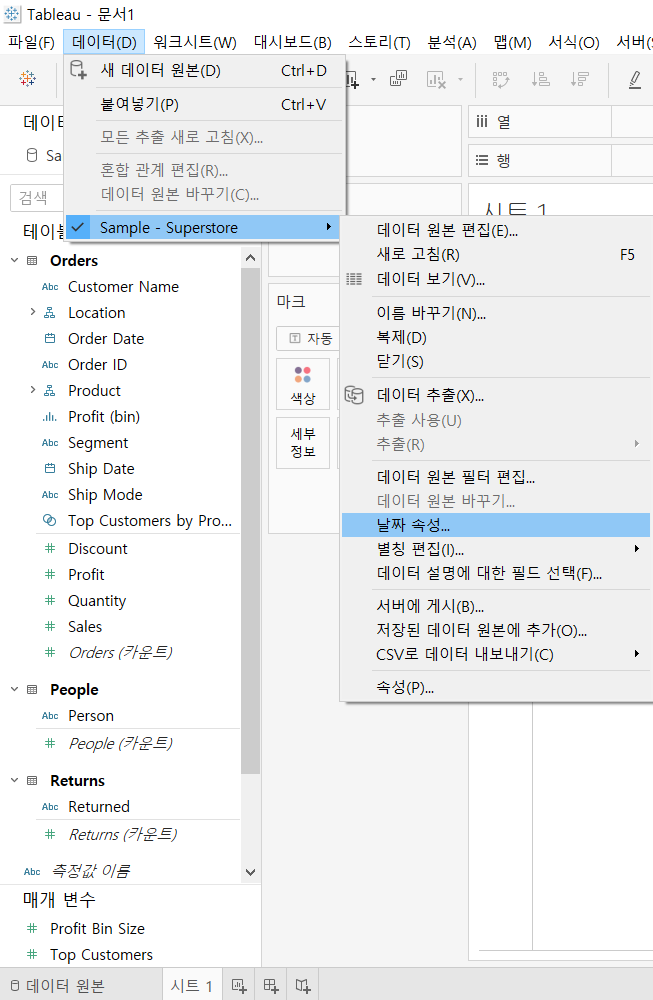 Tableau - 문서1
파일(F) 데이터(D) 워크시트(W) 대시보드(B) 스토리(T) 분석(A) 맵(M) 서식(O) 서버(S
새 데이터 원본(D) Ctrl+D
붙여넣기(P) Ctrl+V
모든 추출 새로 고침(X)...
혼합 관계 편집(R)...
데이터 원본 바꾸기(C)...
Sample - Superstore
데이터 원본 편집(E)...
새로 고침(R) F5
데이터 보기(V)...
이름 바꾸기(N)...
복제(D)
닫기(S)
데이터 추출(X)...
추출 사용(U)
추출(R)
데이터 원본 필터 편집...
데이터 원본 바꾸기...
날짜 속성...
별칭 편집(I)...
데이터 설명에 대한 필드 선택(F)...
서버에 게시(B)...
저장된 데이터 원본에 추가(O)...
CSV로 데이터 내보내기(C)
속성(P)...
열
행
마크
자동
색상
세부
정보
Sa
검색
Orders
Abc Customer Name
Location
Order Date
Abc Order ID
Product
Profit (bin)
Abc Segment
Ship Date
Abc Ship Mode
Top Customers by Pro...
# Discount
# Profit
# Quantity
# Sales
# Orders (카운트)
People
Abc Person
# People (카운트)
Returns
Abc Returned
# Returns (카운트)
Abc 측정값 이름
매개 변수
# Profit Bin Size
# Top Customers
데이터 원본 시트 1